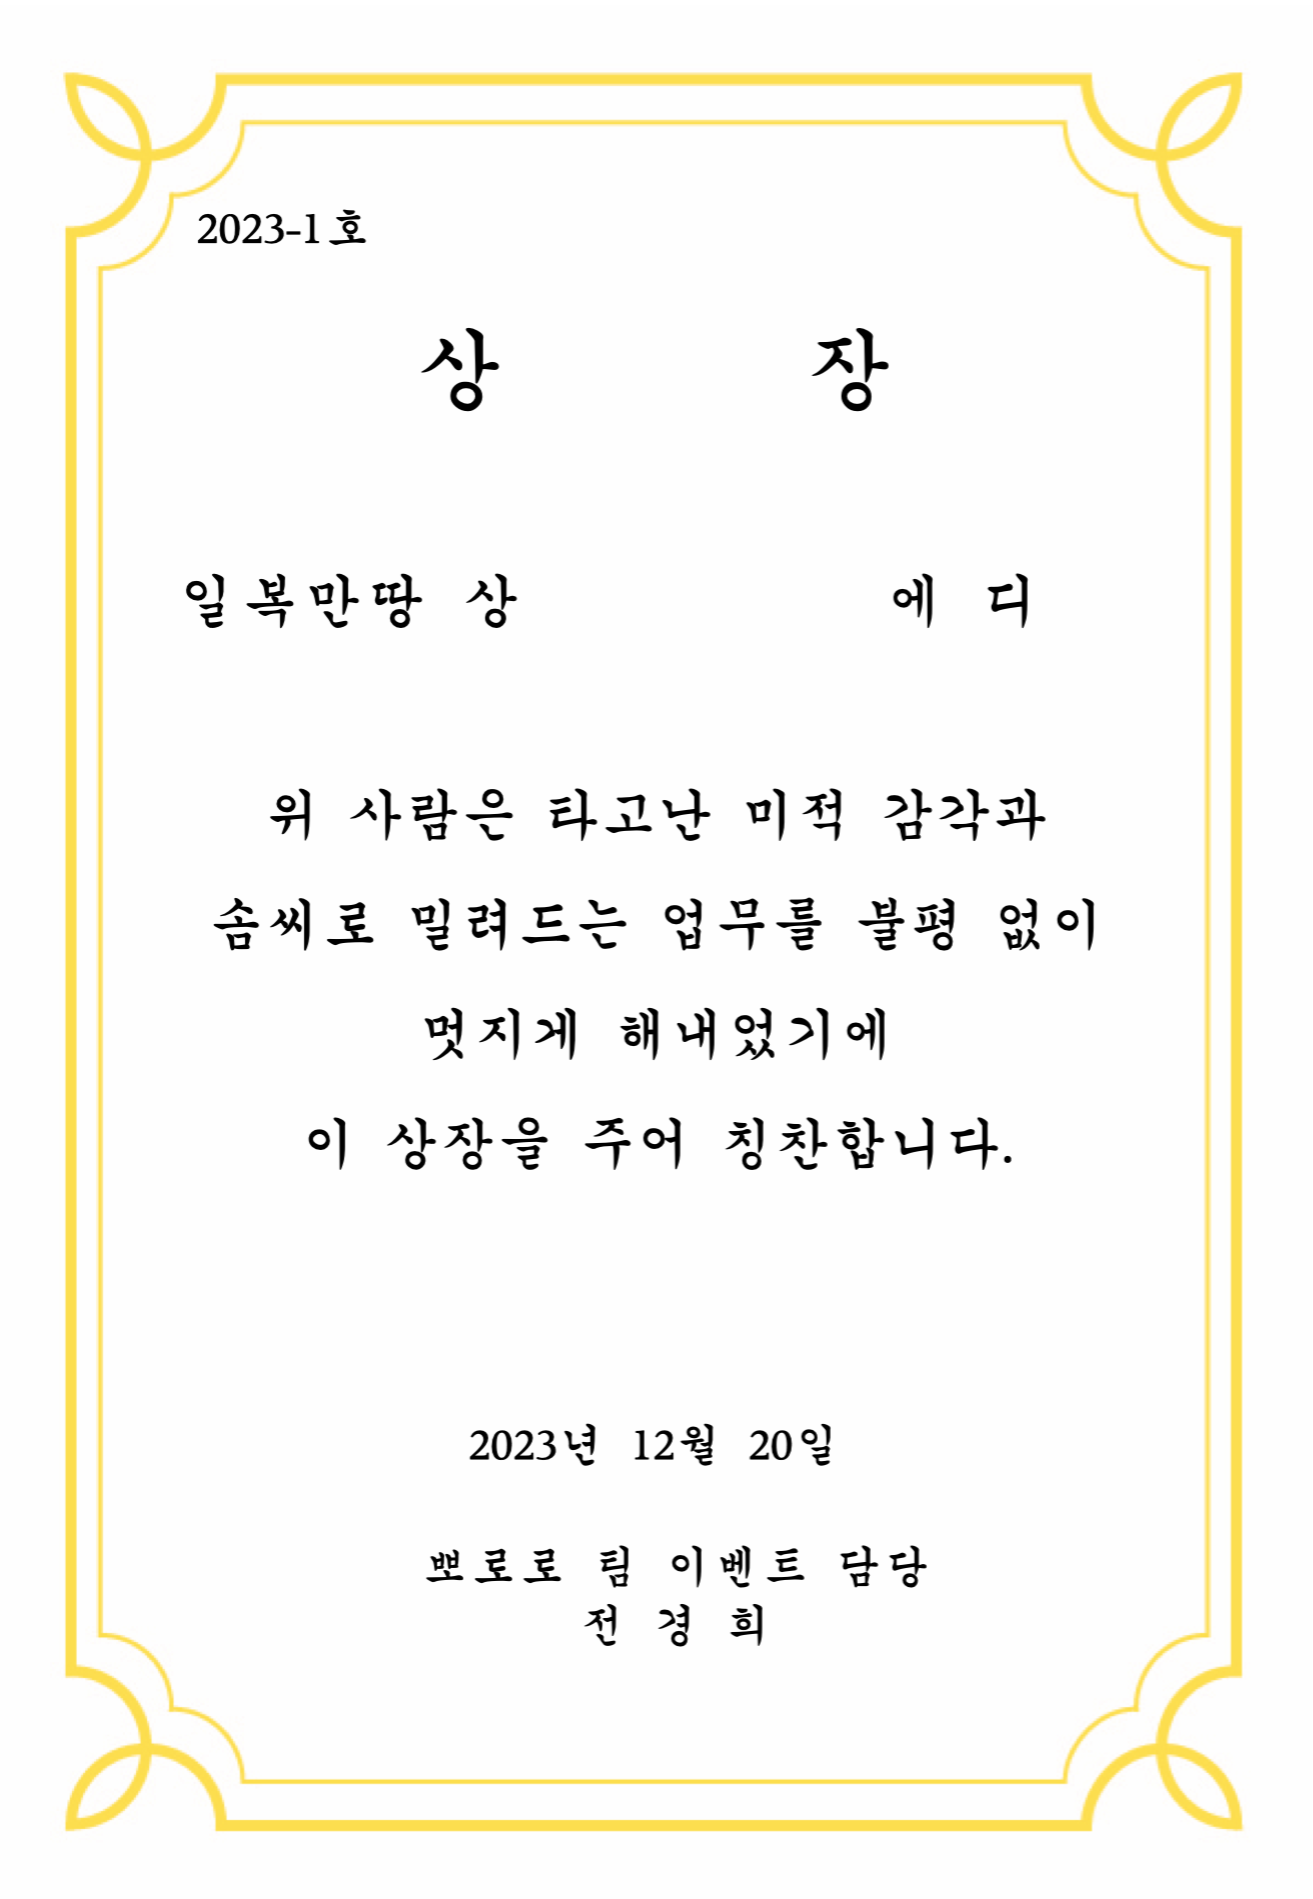 2023-1호
상 장
일복만땅 상 에 디
위 사람은 타고난 미적 감각과
솜씨로 밀려드는 업무를 불평 없이
멋지게 해내었기에
이 상장을 주어 칭찬합니다.
2023년 12월 20일
뽀로로 팀 이벤트 담당
전 경 희